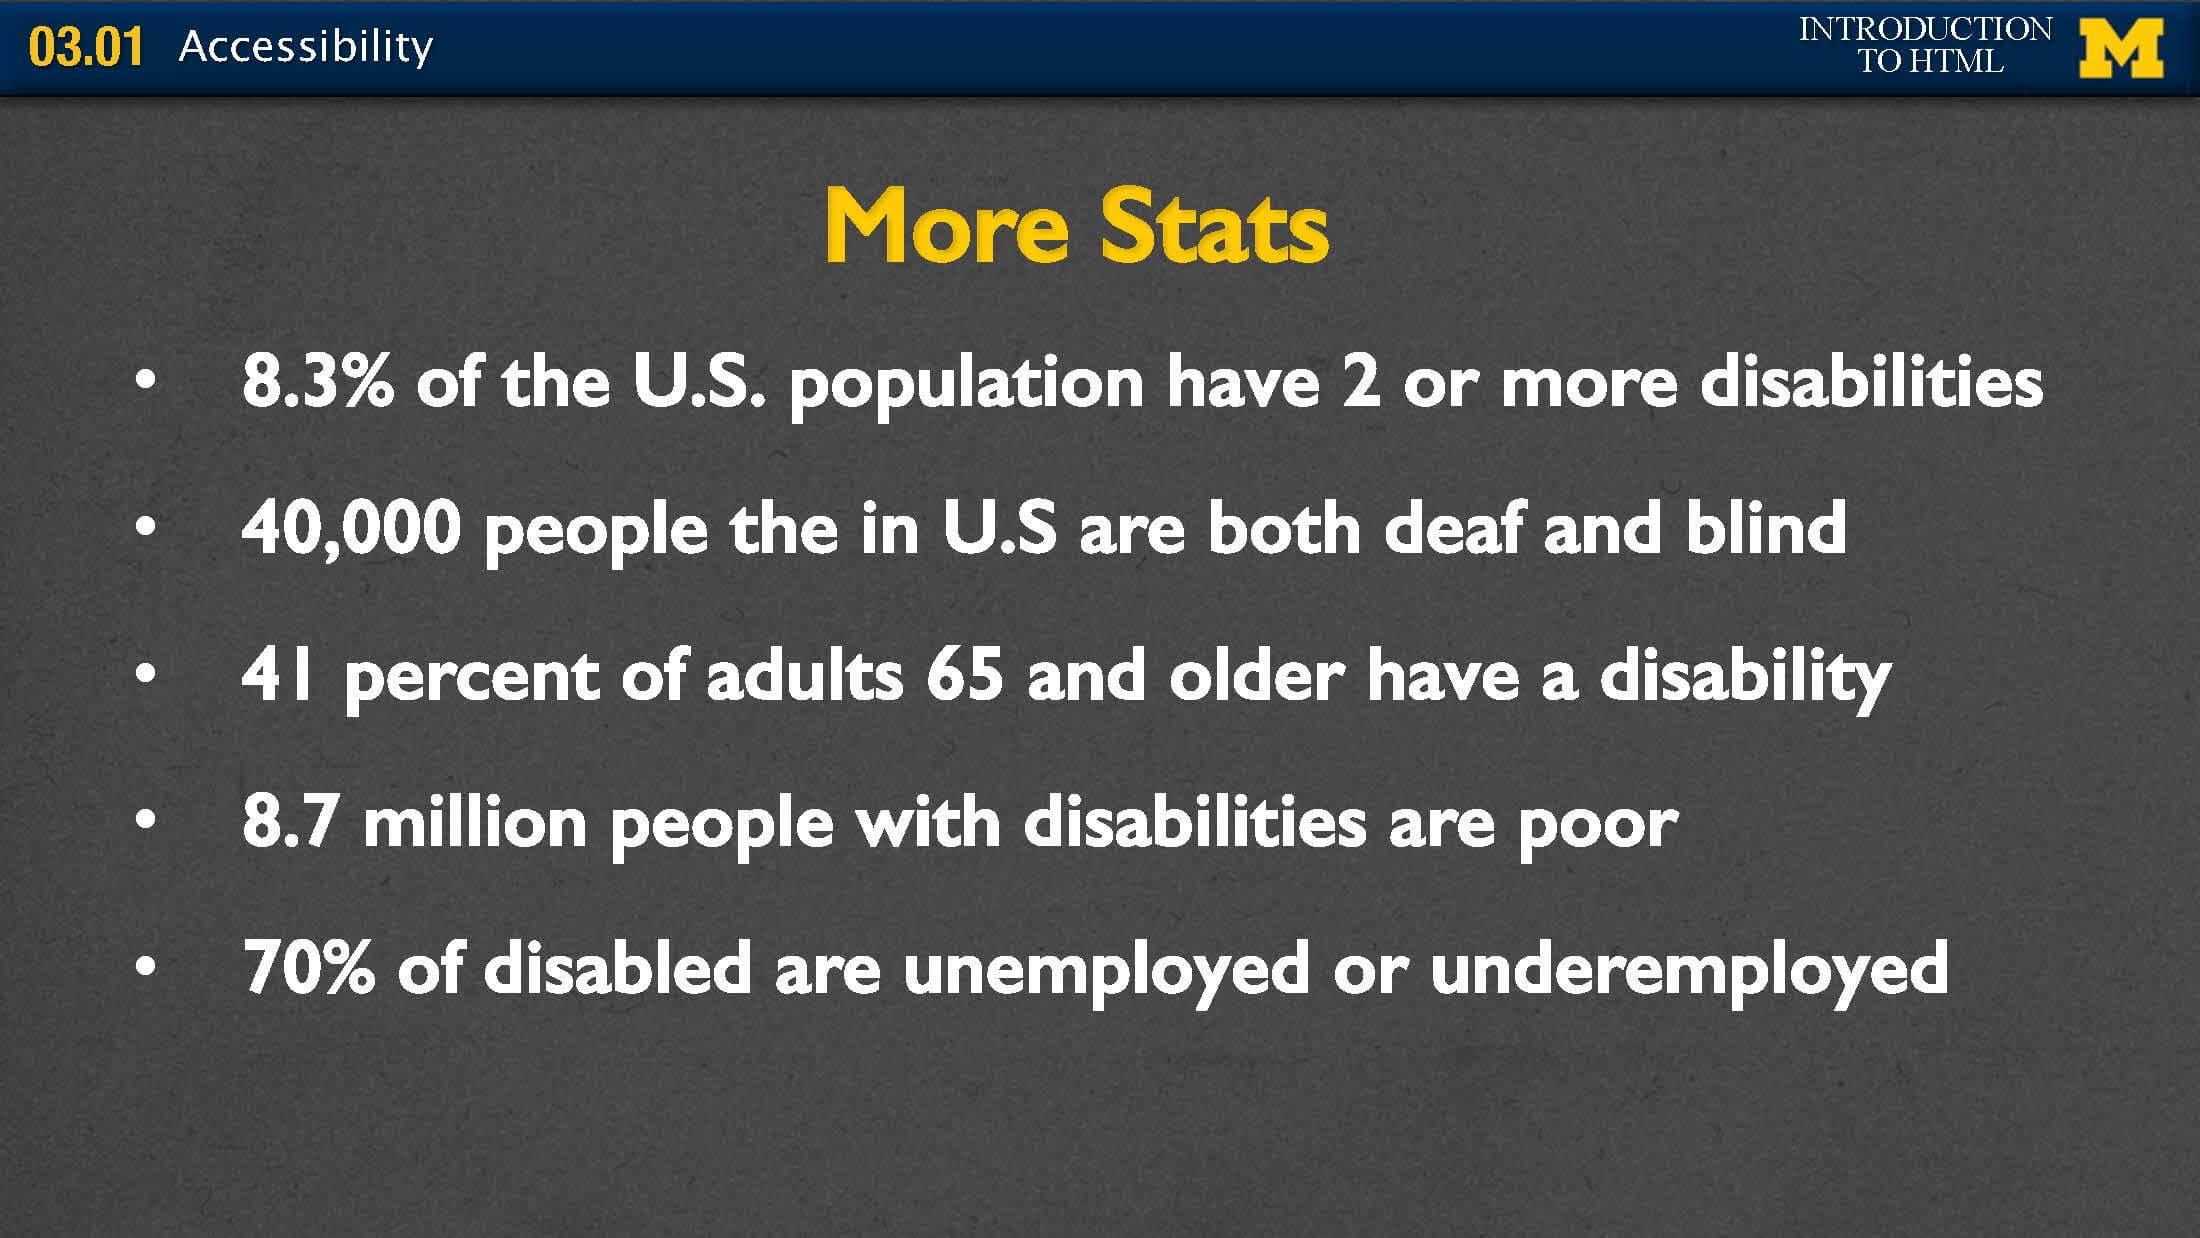 03.01 Accessibility
INTRODUCTION
TO HTML
M
More Stats
• 8.3% of the U.S. population have 2 or more disabilities
• 40,000 people the in U.S are both deaf and blind
• 41 percent of adults 65 and older have a disability
• 8.7 million people with disabilities are poor
• 70% of disabled are unemployed or underemployed